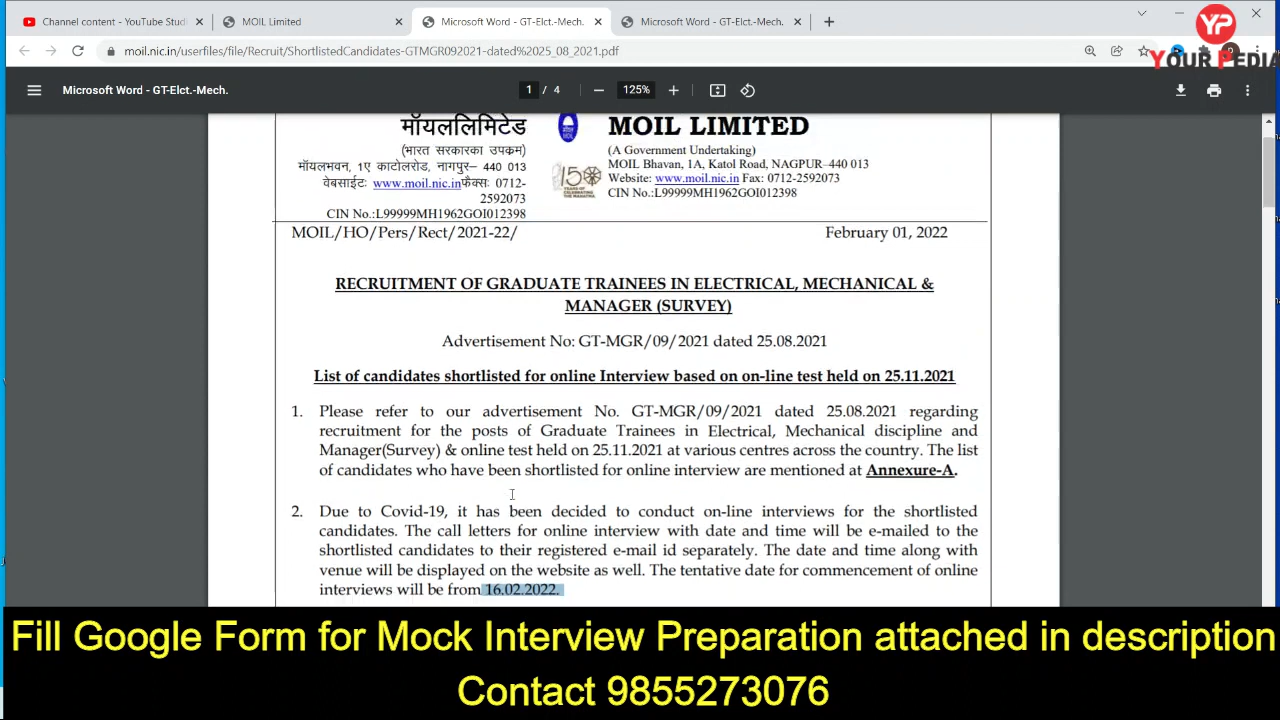 Channel content - YouTube Studi
MOIL Limited
Microsoft Word - GT-Elct.-Mech.
Microsoft Word - GT-Elct.-Mech.
moil.nic.in/userfiles/file/Recruit/ShortlistedCandidates-GTMGR092021-dated%2025_08_2021.pdf
YP
YOUR PEDIA
Microsoft Word - GT-Elct.-Mech.
1 / 4
125%
मॉयललिमिटेड
(भारत सरकारका उपक्रम)
मॉयलभवन, 1ए काटोलरोड, नागपुर– 440 013
वेबसाईटः www.moil.nic.inफैक्सः 0712-
2592073
CIN No.:L99999MH1962GOI012398
MOIL LIMITED
(A Government Undertaking)
MOIL Bhavan, 1A, Katol Road, NAGPUR–440 013
Website: www.moil.nic.in Fax: 0712-2592073
CIN No.:L99999MH1962GOI012398
MOIL/HO/Pers/Rect/2021-22/
February 01, 2022
RECRUITMENT OF GRADUATE TRAINEES IN ELECTRICAL, MECHANICAL &
MANAGER (SURVEY)
Advertisement No: GT-MGR/09/2021 dated 25.08.2021
List of candidates shortlisted for online Interview based on on-line test held on 25.11.2021
1. Please refer to our advertisement No. GT-MGR/09/2021 dated 25.08.2021 regarding
recruitment for the posts of Graduate Trainees in Electrical, Mechanical discipline and
Manager(Survey) & online test held on 25.11.2021 at various centres across the country. The list
of candidates who have been shortlisted for online interview are mentioned at Annexure-A.
2. Due to Covid-19, it has been decided to conduct on-line interviews for the shortlisted
candidates. The call letters for online interview with date and time will be e-mailed to the
shortlisted candidates to their registered e-mail id separately. The date and time along with
venue will be displayed on the website as well. The tentative date for commencement of online
interviews will be from 16.02.2022.
Fill Google Form for Mock Interview Preparation attached in description
Contact 9855273076